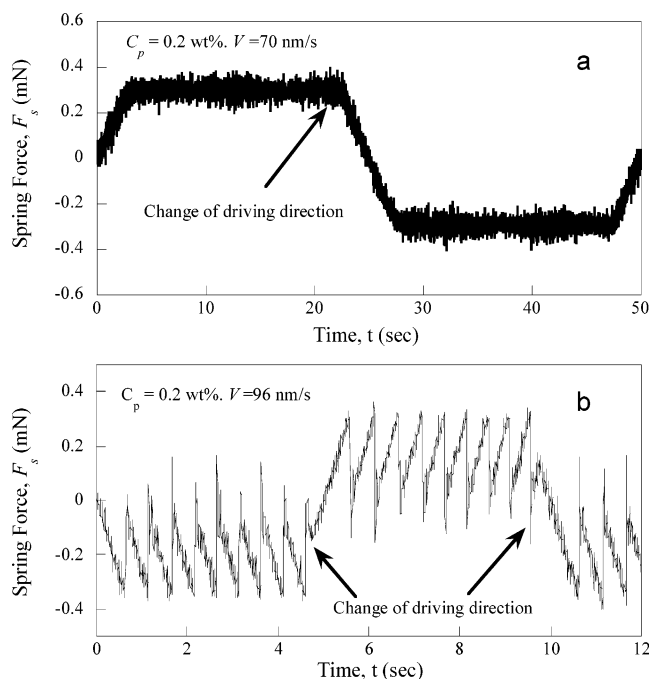 C_p = 0.2 wt%. V =70 nm/s
a
0.6
0.4
0.2
0
-0.2
-0.4
-0.6
Spring Force, F_s (mN)
Change of driving direction
0 10 20 30 40 50
Time, t (sec)
C_p = 0.2 wt%. V =96 nm/s
b
0.4
0.2
0
-0.2
-0.4
Spring Force, F_s (mN)
Change of driving direction
0 2 4 6 8 10 12
Time, t (sec)